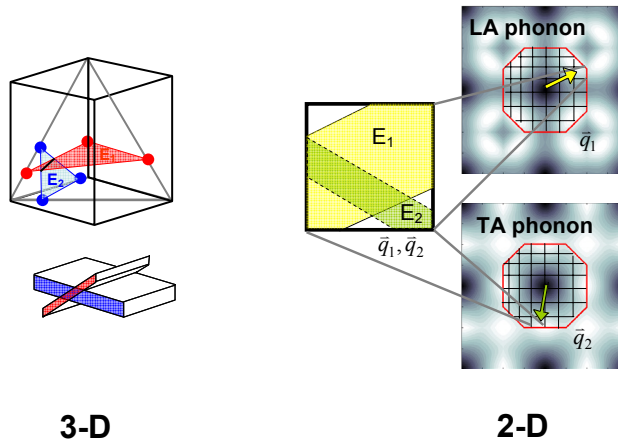 LA phonon
E1
E2
q⃗1
E1
E2
q⃗1, q⃗2
TA phonon
q⃗2
3-D
2-D